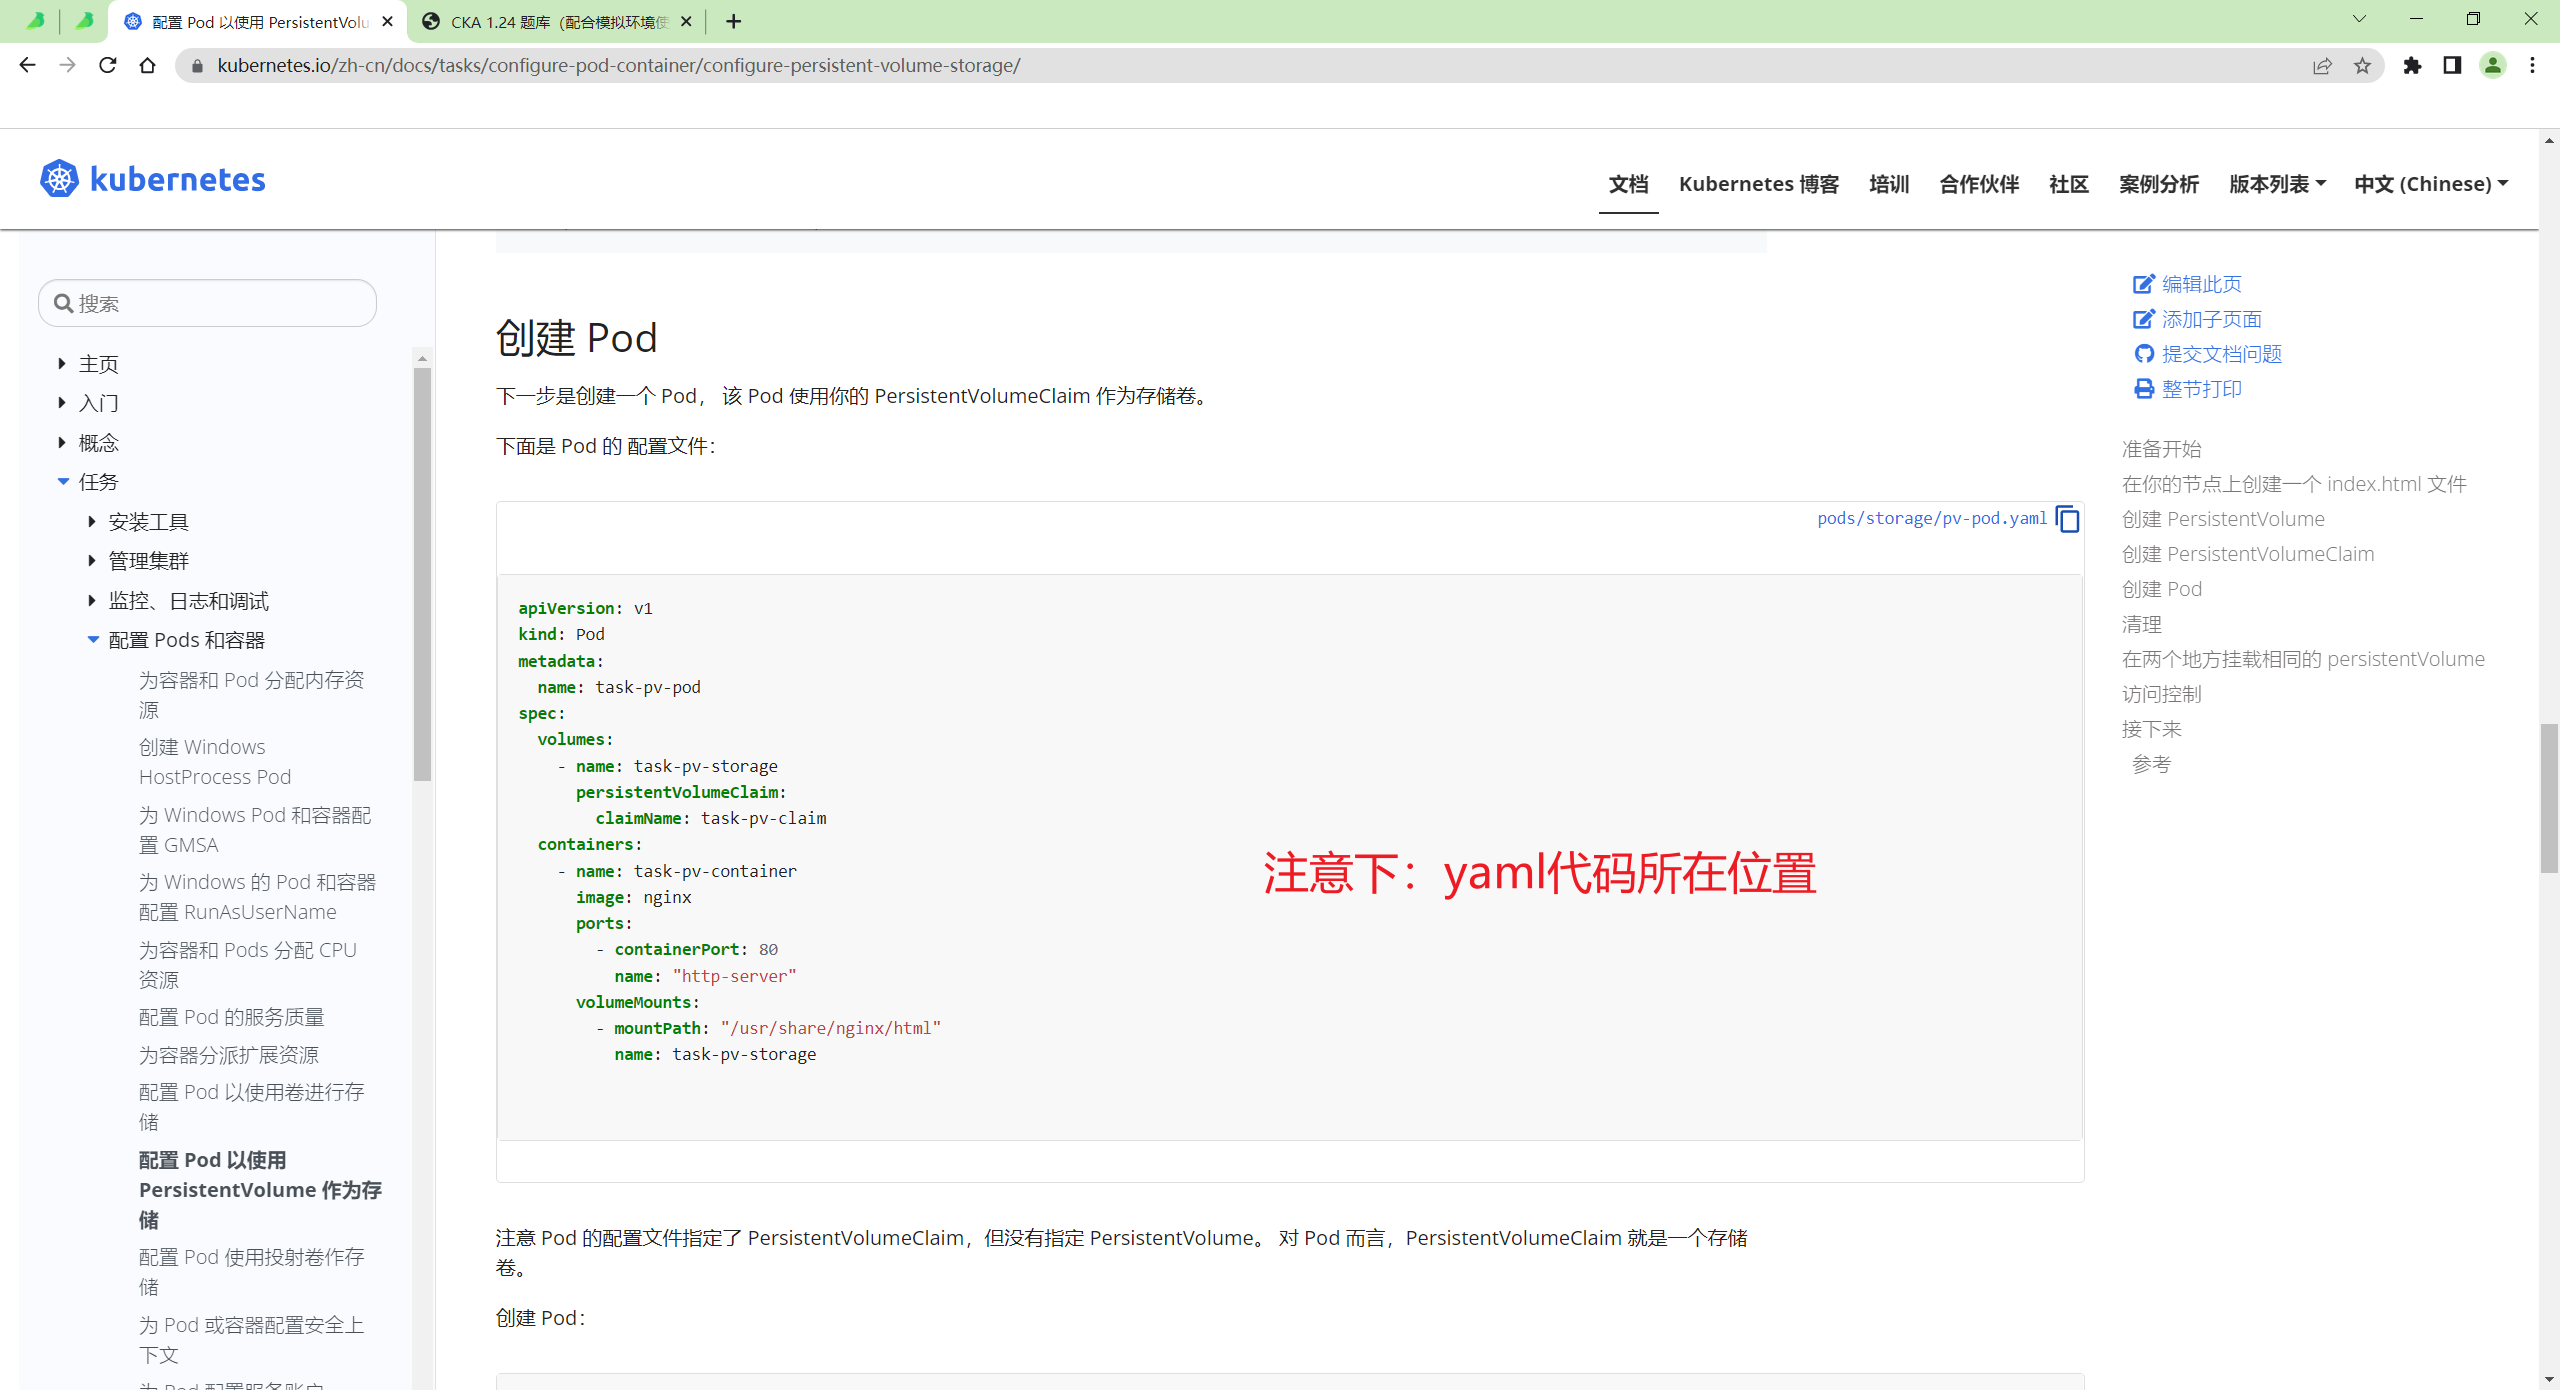 配置 Pod 以使用 PersistentVolu
CKA 1.24 题库（配合模拟环境使
kubernetes.io/zh-cn/docs/tasks/configure-pod-container/configure-persistent-volume-storage/
kubernetes
文档
Kubernetes 博客
培训
合作伙伴
社区
案例分析
版本列表
中文 (Chinese)
搜索
主页
入门
概念
任务
安装工具
管理集群
监控、日志和调试
配置 Pods 和容器
为容器和 Pod 分配内存资
源
创建 Windows
HostProcess Pod
为 Windows Pod 和容器配
置 GMSA
为 Windows 的 Pod 和容器
配置 RunAsUserName
为容器和 Pods 分配 CPU
资源
配置 Pod 的服务质量
为容器分派扩展资源
配置 Pod 以使用卷进行存
储
配置 Pod 以使用
PersistentVolume 作为存
储
配置 Pod 使用投射卷作存
储
为 Pod 或容器配置安全上
下文
为 Pod 配置服务账户
创建 Pod
下一步是创建一个 Pod， 该 Pod 使用你的 PersistentVolumeClaim 作为存储卷。
下面是 Pod 的 配置文件：
pods/storage/pv-pod.yaml
apiVersion: v1
kind: Pod
metadata:
  name: task-pv-pod
spec:
  volumes:
    - name: task-pv-storage
      persistentVolumeClaim:
        claimName: task-pv-claim
  containers:
    - name: task-pv-container
      image: nginx
      ports:
        - containerPort: 80
          name: "http-server"
      volumeMounts:
        - mountPath: "/usr/share/nginx/html"
          name: task-pv-storage
注意下：yaml代码所在位置
注意 Pod 的配置文件指定了 PersistentVolumeClaim，但没有指定 PersistentVolume。 对 Pod 而言，PersistentVolumeClaim 就是一个存储
卷。
创建 Pod：
编辑此页
添加子页面
提交文档问题
整节打印
准备开始
在你的节点上创建一个 index.html 文件
创建 PersistentVolume
创建 PersistentVolumeClaim
创建 Pod
清理
在两个地方挂载相同的 persistentVolume
访问控制
接下来
参考